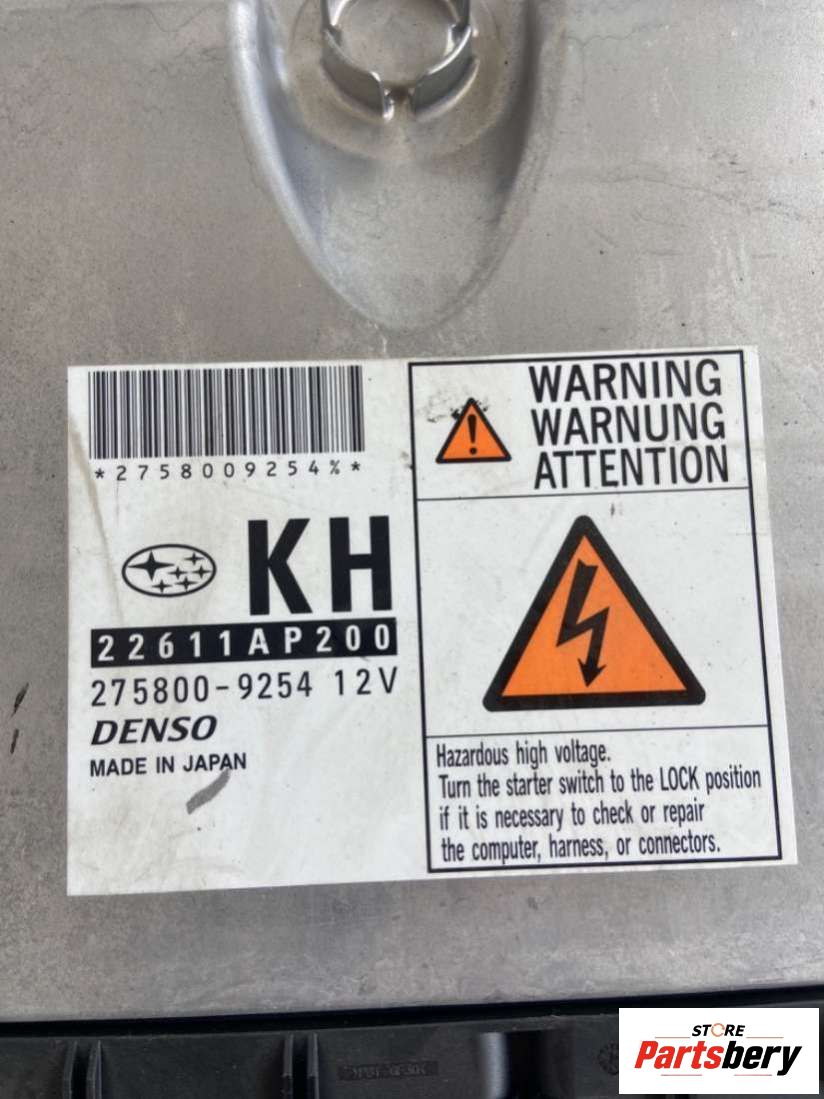 *2758009254%*
KH
22611AP200
275800-9254 12V
DENSO
MADE IN JAPAN
WARNING
WARNUNG
ATTENTION
Hazardous high voltage.
Turn the starter switch to the LOCK position
if it is necessary to check or repair
the computer, harness, or connectors.
STORE
Partsbery